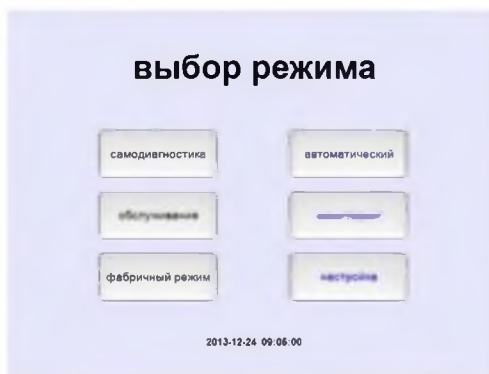 выбор режима
самодиагностика
автоматический
обслуживание
фабричный режим
настройка
2013-12-24 09:05:00